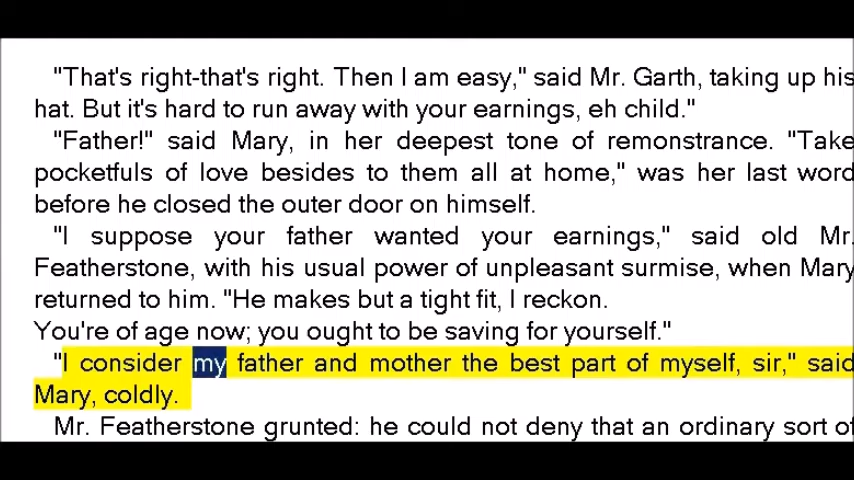 "That's right-that's right. Then I am easy," said Mr. Garth, taking up his
hat. But it's hard to run away with your earnings, eh child."
"Father!" said Mary, in her deepest tone of remonstrance. "Take
pocketfuls of love besides to them all at home," was her last word
before he closed the outer door on himself.
"I suppose your father wanted your earnings," said old Mr.
Featherstone, with his usual power of unpleasant surmise, when Mary
returned to him. "He makes but a tight fit, I reckon.
You're of age now; you ought to be saving for yourself."
"I consider my father and mother the best part of myself, sir," said
Mary, coldly.
Mr. Featherstone grunted: he could not deny that an ordinary sort of